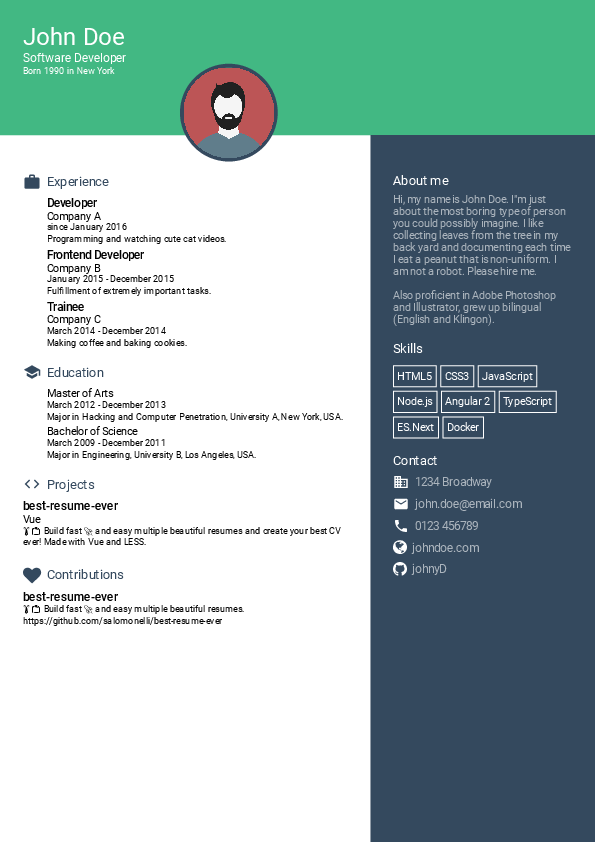 John Doe
Software Developer
Born 1990 in New York
Experience
Developer
Company A
since January 2016
Programming and watching cute cat videos.
Frontend Developer
Company B
January 2015 - December 2015
Fulfillment of extremely important tasks.
Trainee
Company C
March 2014 - December 2014
Making coffee and baking cookies.
Education
Master of Arts
March 2012 - December 2013
Major in Hacking and Computer Penetration, University A, New York, USA.
Bachelor of Science
March 2009 - December 2011
Major in Engineering, University B, Los Angeles, USA.
Projects
best-resume-ever
Vue
👔 💼 Build fast 🚀 and easy multiple beautiful resumes and create your best CV
ever! Made with Vue and LESS.
Contributions
best-resume-ever
👔 💼 Build fast 🚀 and easy multiple beautiful resumes.
https://github.com/salomonelli/best-resume-ever
About me
Hi, my name is John Doe. I'm just
about the most boring type of person
you could possibly imagine. I like
collecting leaves from the tree in my
back yard and documenting each time
I eat a peanut that is non-uniform. I
am not a robot. Please hire me.
Also proficient in Adobe Photoshop
and Illustrator, grew up bilingual
(English and Klingon).
Skills
HTML5 CSS3 JavaScript
Node.js Angular 2 TypeScript
ES.Next Docker
Contact
1234 Broadway
john.doe@email.com
0123 456789
johndoe.com
johnyD